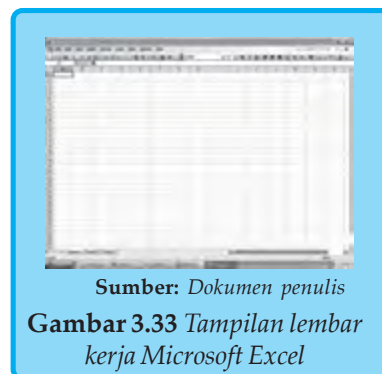 Sumber: Dokumen penulis
Gambar 3.33 Tampilan lembar
kerja Microsoft Excel